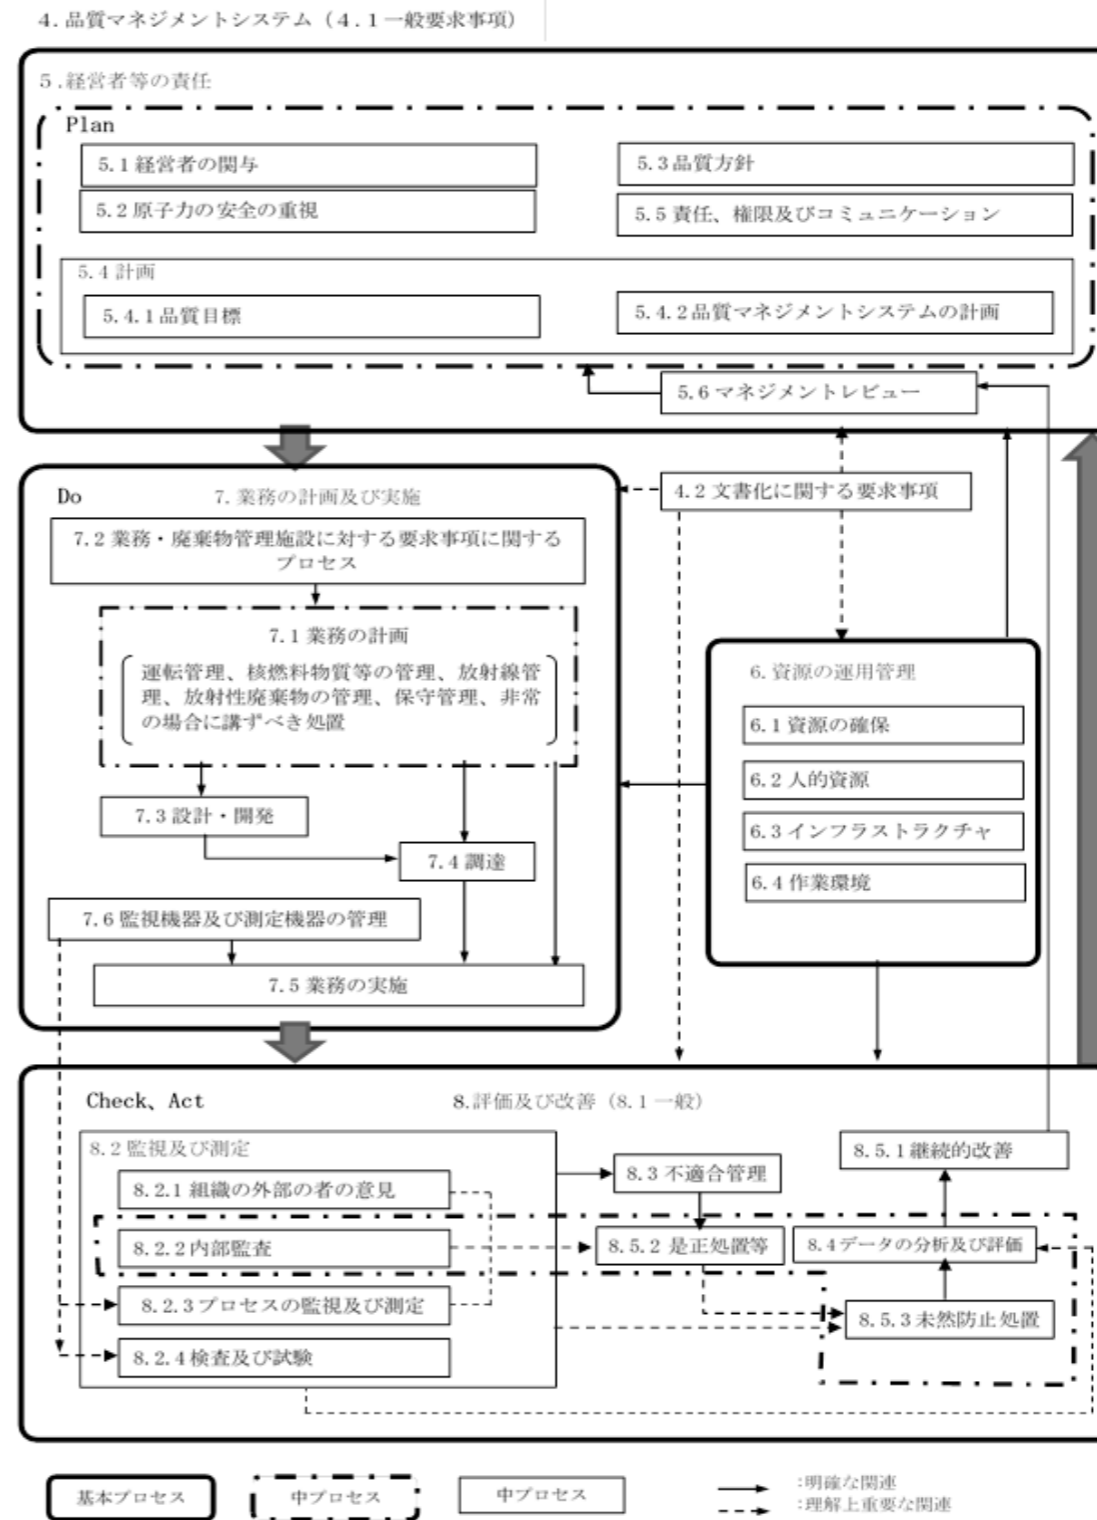 4.品質マネジメントシステム（4.1一般要求事項）
5.経営者等の責任
Plan
5.1経営者の関与
5.3品質方針
5.2原子力の安全の重視
5.5責任、権限及びコミュニケーション
5.4計画
5.4.1品質目標
5.4.2品質マネジメントシステムの計画
5.6マネジメントレビュー
Do
7.業務の計画及び実施
4.2文書化に関する要求事項
7.2業務・廃棄物管理施設に対する要求事項に関する
プロセス
7.1業務の計画
運転管理、核燃料物質等の管理、放射線管
理、放射性廃棄物の管理、保守管理、非常
の場合に講ずべき処置
7.3設計・開発
7.4調達
7.6監視機器及び測定機器の管理
7.5業務の実施
6.資源の運用管理
6.1資源の確保
6.2人的資源
6.3インフラストラクチャ
6.4作業環境
Check、Act
8.評価及び改善（8.1一般）
8.2監視及び測定
8.2.1組織の外部の者の意見
8.2.2内部監査
8.2.3プロセスの監視及び測定
8.2.4検査及び試験
8.3不適合管理
8.5.2是正処置等
8.5.1継続的改善
8.4データの分析及び評価
8.5.3未然防止処置
基本プロセス
中プロセス
中プロセス
:明確な関連
:理解上重要な関連